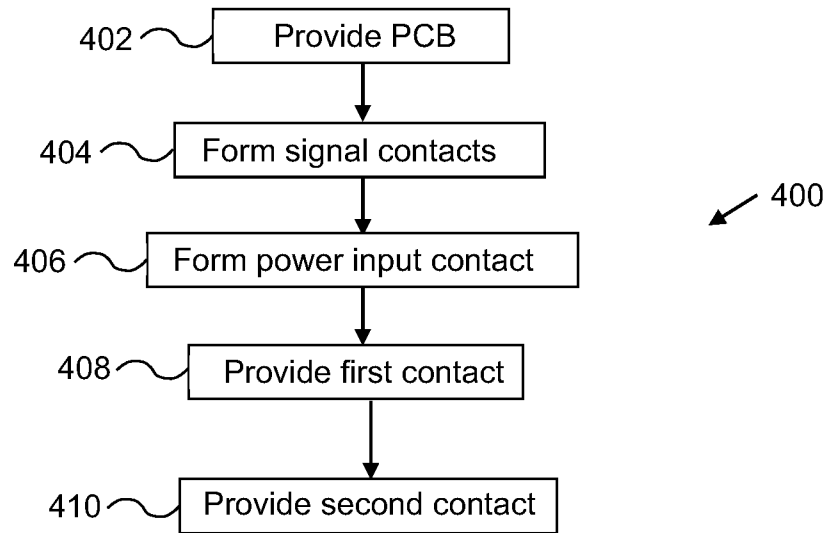 402 Provide PCB
404 Form signal contacts
400
406 Form power input contact
408 Provide first contact
410 Provide second contact